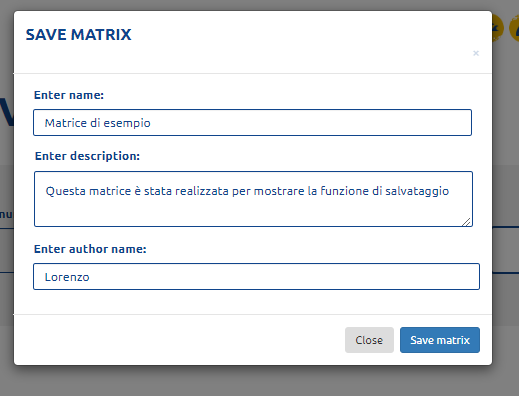 SAVE MATRIX
×
Enter name:
Matrice di esempio
Enter description:
Questa matrice è stata realizzata per mostrare la funzione di salvataggio
Enter author name:
Lorenzo
Close
Save matrix